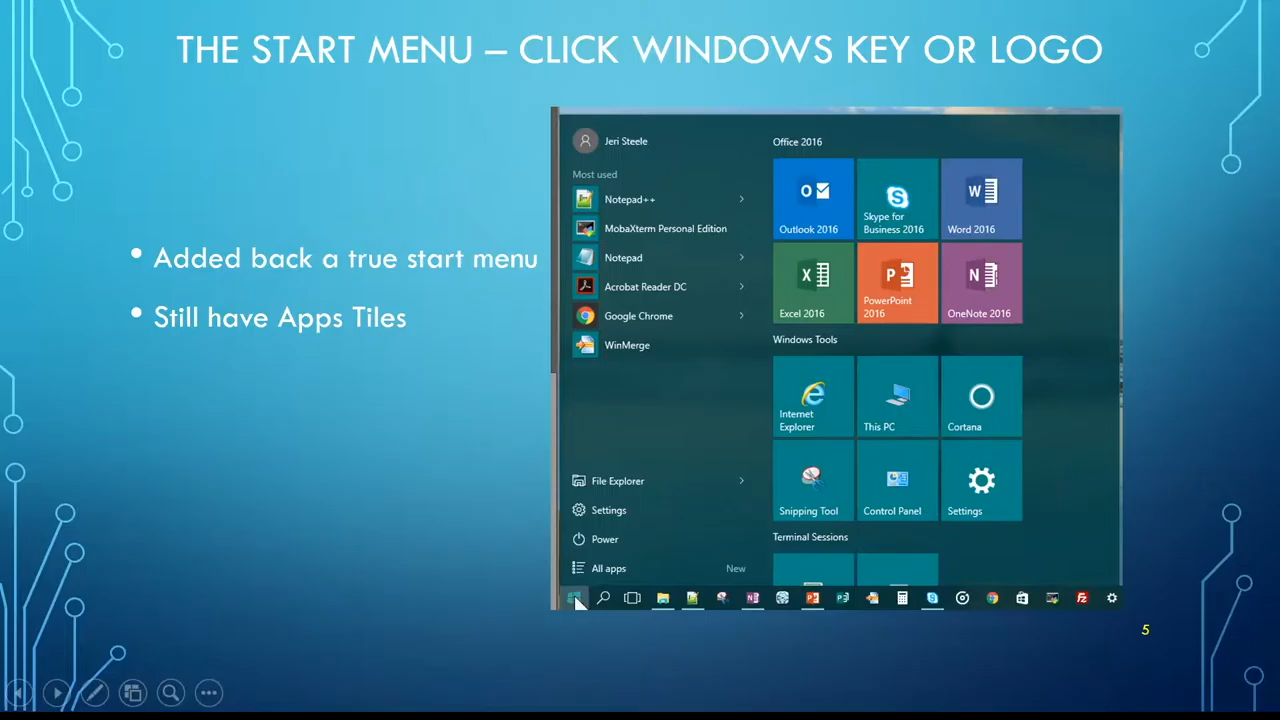 THE START MENU – CLICK WINDOWS KEY OR LOGO
• Added back a true start menu
• Still have Apps Tiles
Jeri Steele
Most used
Notepad++
MobaXterm Personal Edition
Notepad
Acrobat Reader DC
Google Chrome
WinMerge
File Explorer
Settings
Power
All apps
New
Office 2016
Outlook 2016
Skype for
Business 2016
Word 2016
Excel 2016
PowerPoint
2016
OneNote 2016
Windows Tools
Internet
Explorer
This PC
Cortana
Snipping Tool
Control Panel
Settings
Terminal Sessions
5